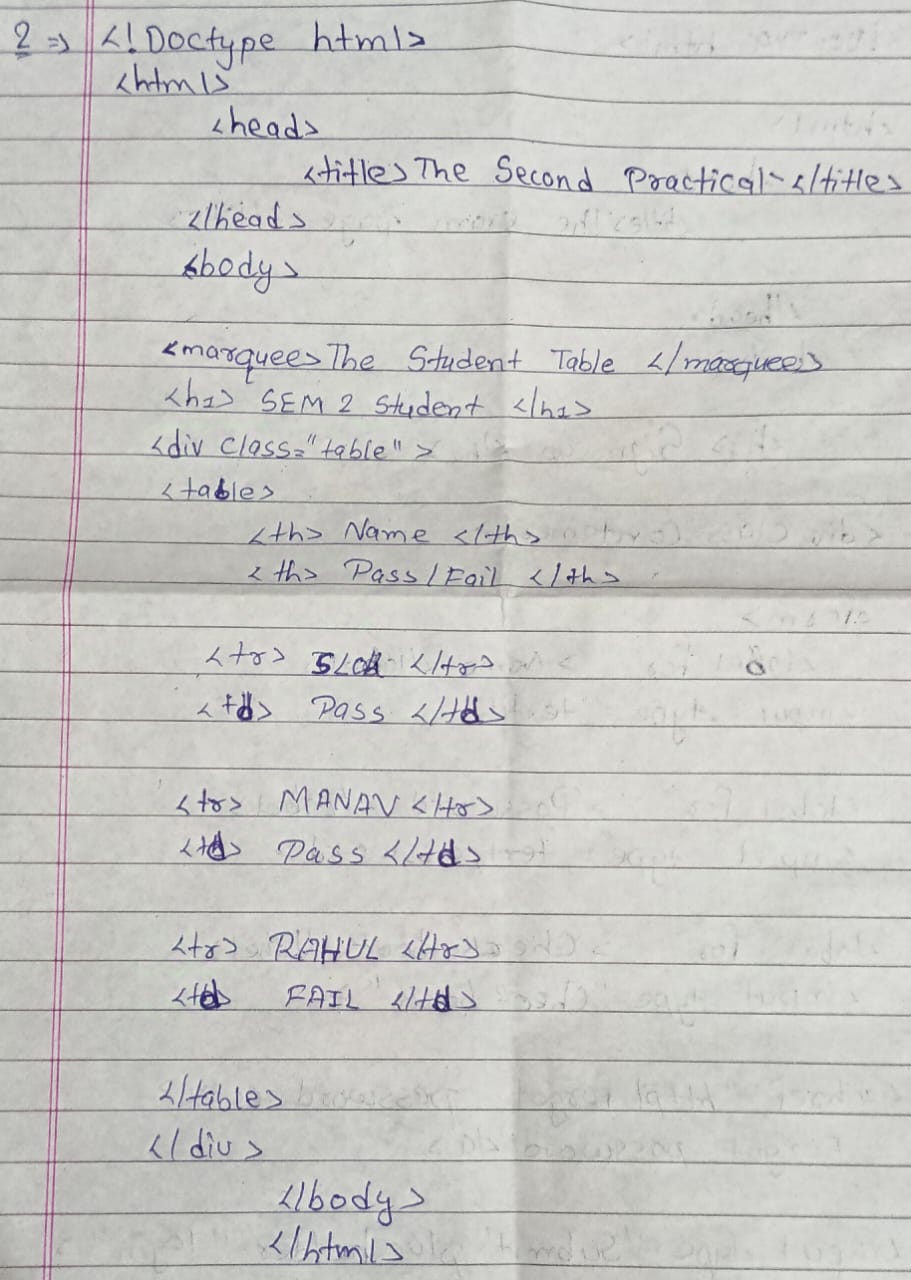 2 ⇒ <!Doctype html>
<html>
<head>
<title> The Second Practical </title>
</head>
<body>
<marquee> The Student Table </marquee>
<h1> SEM 2 Student </h1>
<div class="table" >
<table>
<th> Name </th>
<th> Pass/Fail </th>
<tr> </tr>
<td> Pass </td>
<tr> MANAV </tr>
<td> Pass </td>
<tr> RAHUL </tr>
<td> FAIL </td>
</table>
</div>
</body>
</html>